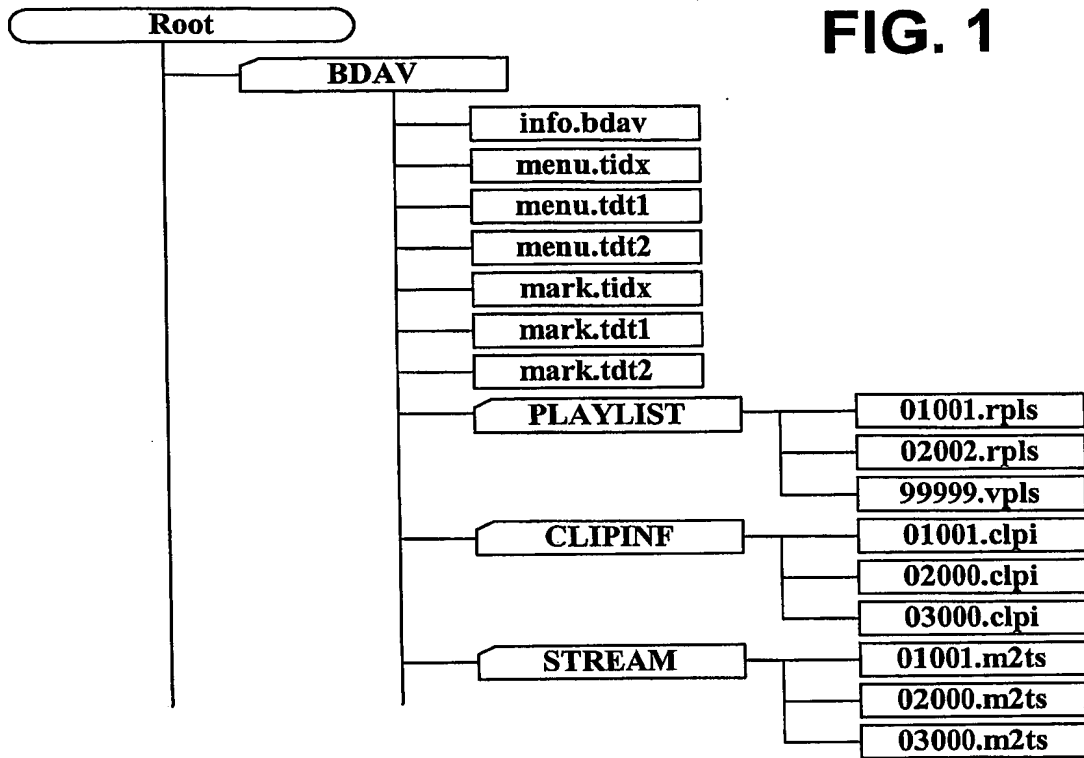 FIG. 1
Root
BDAV
info.bdav
menu.tidx
menu.tdt1
menu.tdt2
mark.tidx
mark.tdt1
mark.tdt2
PLAYLIST
01001.rpls
02002.rpls
99999.vpls
CLIPINF
01001.clpi
02000.clpi
03000.clpi
STREAM
01001.m2ts
02000.m2ts
03000.m2ts